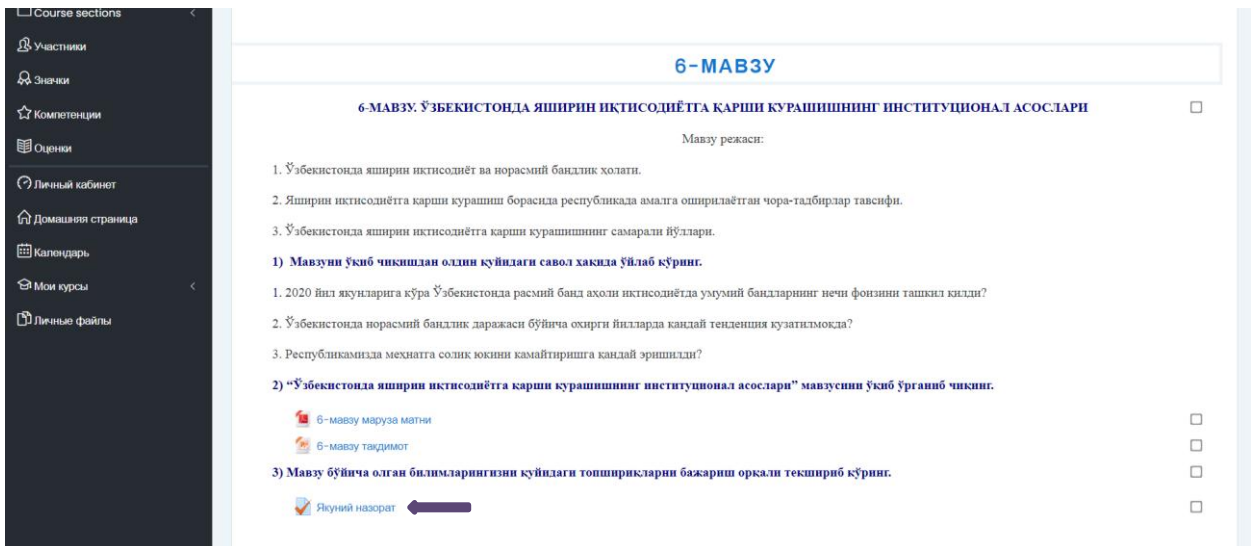 Course sections
Участники
Значки
Компетенции
Оценки
Личный кабинет
Домашняя страница
Календарь
Мои курсы
Личные файлы
6-МАВЗУ
6-МАВЗУ. ЎЗБЕКИСТОНДА ЯШИРИН ИҚТИСОДИЁТГА ҚАРШИ КУРАШИШНИНГ ИНСТИТУЦИОНАЛ АСОСЛАРИ
Мавзу режаси:
1. Ўзбекистонда яширин иқтисодиёт ва норасмий бандлик ҳолати.
2. Яширин иқтисодиётга қарши курашиш борасида республикада амалга оширилаётган чора-тадбирлар тавсифи.
3. Ўзбекистонда яширин иқтисодиётга қарши курашишнинг самарали йўллари.
1) Мавзуни ўқиб чиқишдан олдин қуйидаги савол ҳақида ўйлаб кўринг.
1. 2020 йил якунларига кўра Ўзбекистонда расмий банд аҳоли иқтисодиётда умумий бандларнинг нечи фоизини ташкил қилди?
2. Ўзбекистонда норасмий бандлик даражаси бўйича охирги йилларда қандай тенденция кузатилмоқда?
3. Республикамизда меҳнатга солиқ юкини камайтиришга қандай эришилди?
2) “Ўзбекистонда яширин иқтисодиётга қарши курашишнинг институционал асослари” мавзусини ўқиб ўрганиб чиқинг.
6-мавзу маруза матни
6-мавзу тақдимот
3) Мавзу бўйича олган билимларингизни қуйидаги топшириқларни бажариш орқали текшириб кўринг.
Якуний назорат